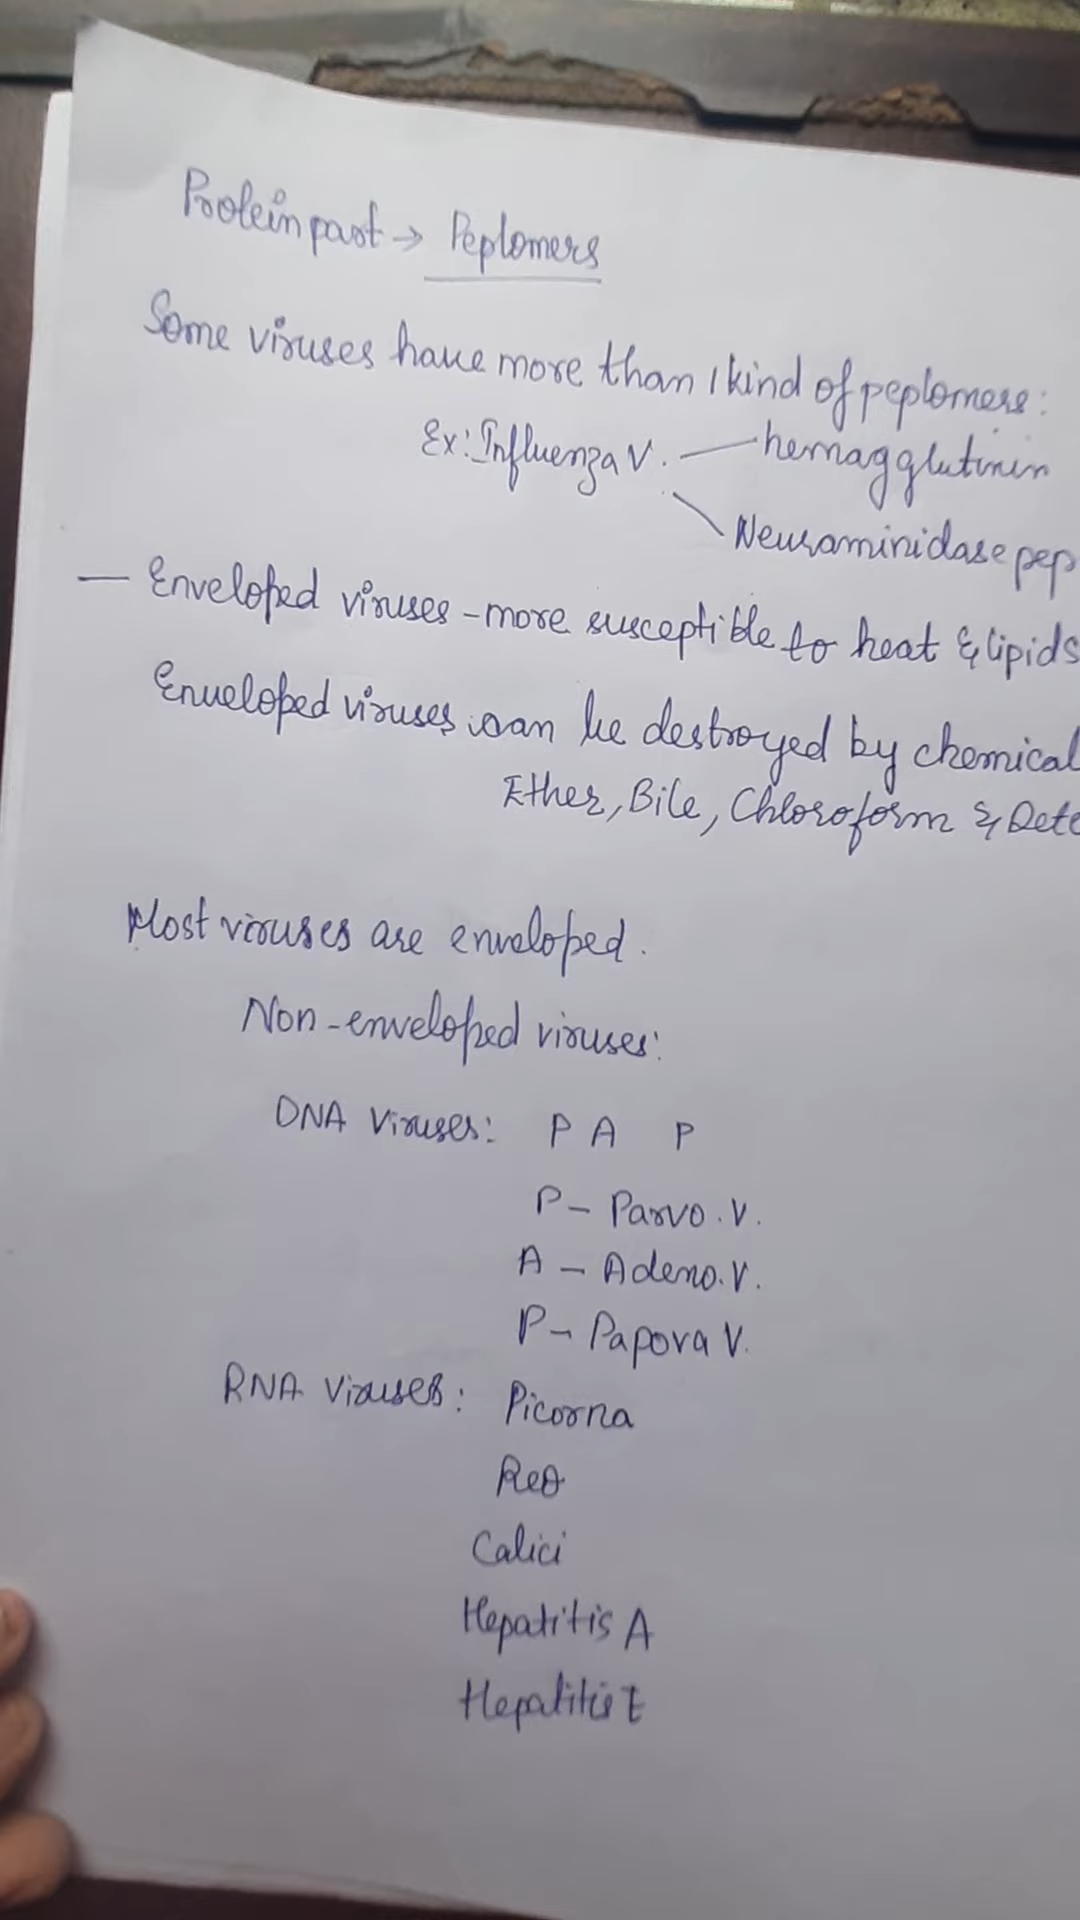 Protein part → Peplomers
Some viruses have more than 1 kind of peplomers:
Ex: Influenza V. — hemagglutinin
Neuraminidase pep
— Enveloped viruses - more susceptible to heat & lipids
Enveloped viruses can be destroyed by chemical
Ether, Bile, Chloroform & Dete
Most viruses are enveloped.
Non-enveloped viruses:
DNA Viruses: P A P
P - Parvo. V.
A - Adeno. V.
P - Papova V.
RNA Viruses: Picorna
Reo
Calici
Hepatitis A
Hepatitis E